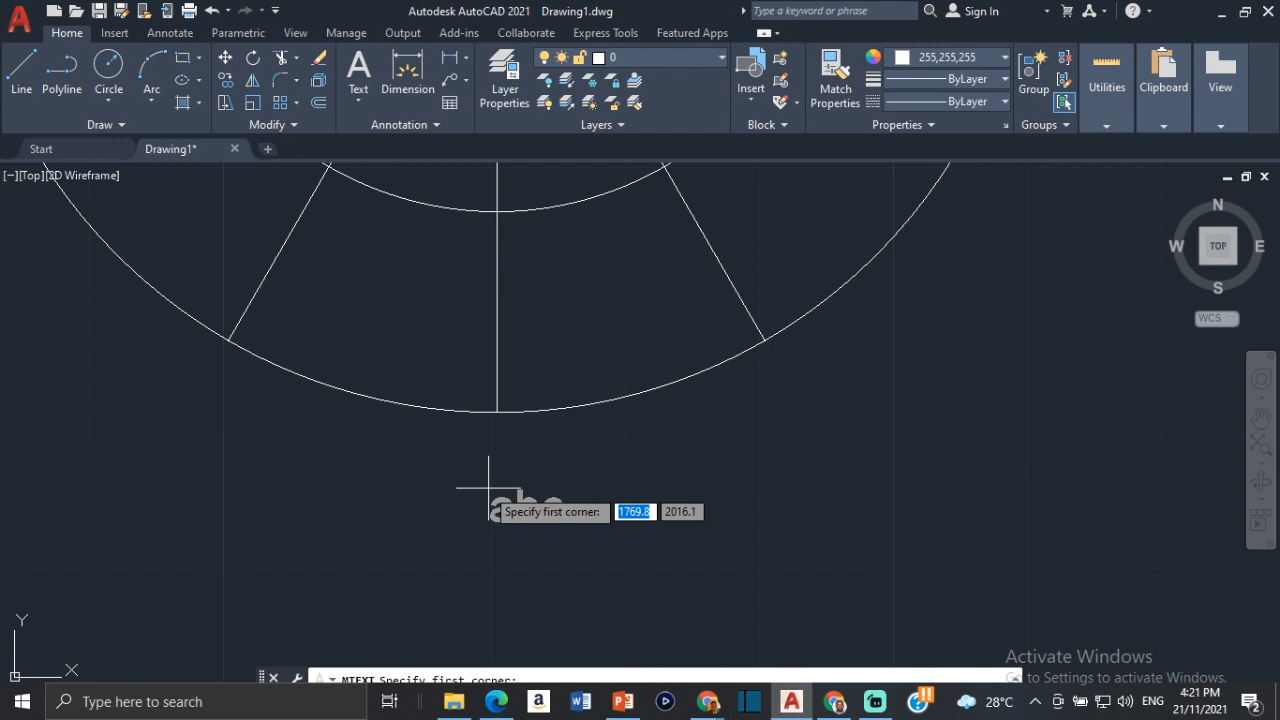 Autodesk AutoCAD 2021 Drawing1.dwg
Type a keyword or phrase
Sign In
Home Insert Annotate Parametric View Manage Output Add-ins Collaborate Express Tools Featured Apps
Line Polyline Circle Arc
Text Dimension
Layer Properties
0
Insert
Match Properties
255,255,255
ByLayer
ByLayer
Group
Utilities Clipboard View
Draw Modify Annotation Layers Block Properties Groups
Start Drawing1*
[−][Top][2D Wireframe]
N
W TOP E
S
WCS
abc
Specify first corner: 1769.8 2016.1
Y
X
Activate Windows
Go to Settings to activate Windows.
MTEXT Specify first corner:
Type here to search
28°C
ENG
4:21 PM
21/11/2021
2